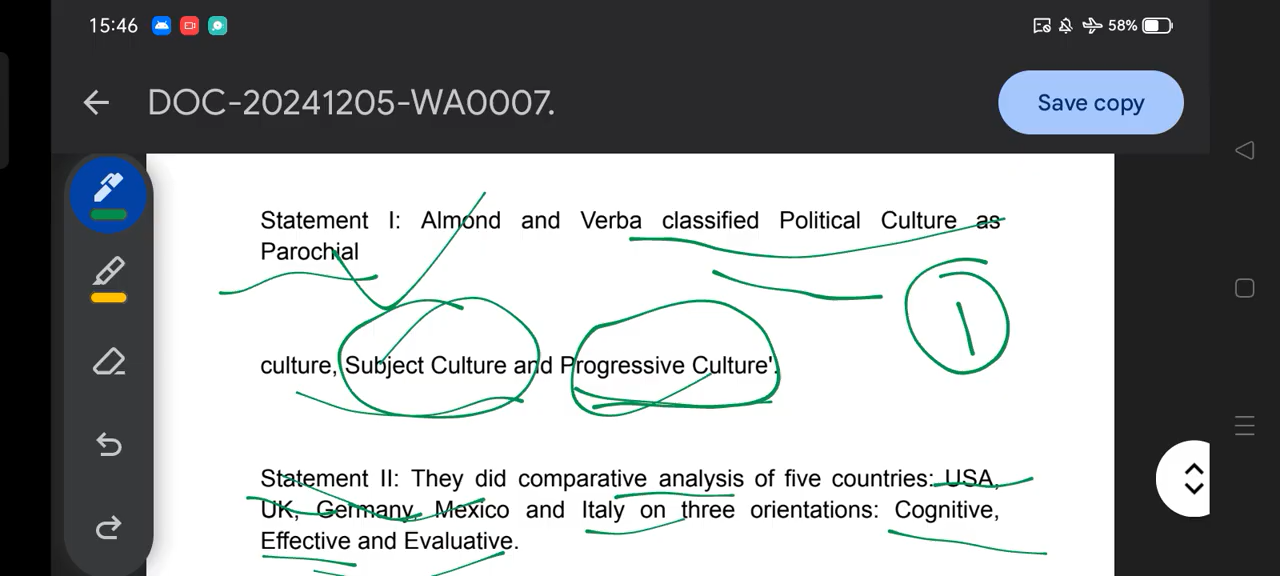 15:46
58%
DOC-20241205-WA0007.
Save copy
Statement I: Almond and Verba classified Political Culture as
Parochial
1
culture, Subject Culture and Progressive Culture'.
Statement II: They did comparative analysis of five countries: USA,
UK, Germany, Mexico and Italy on three orientations: Cognitive,
Effective and Evaluative.